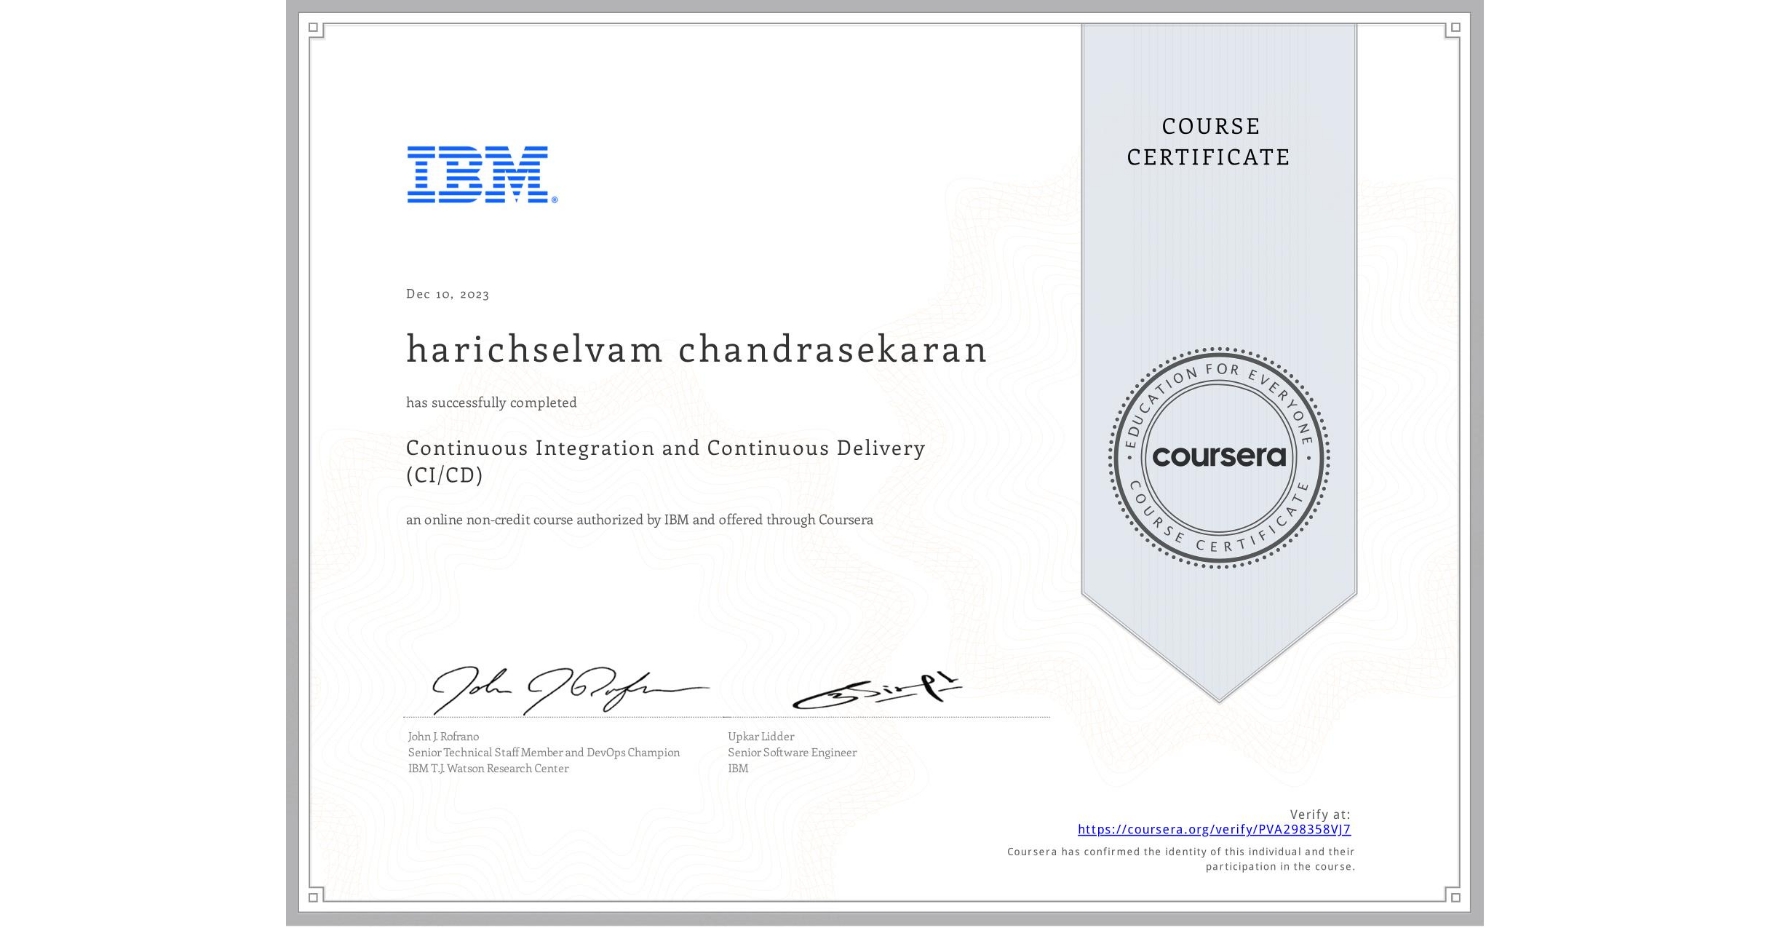 IBM®
COURSE
CERTIFICATE
Dec 10, 2023
harichselvam chandrasekaran
has successfully completed
Continuous Integration and Continuous Delivery
(CI/CD)
an online non-credit course authorized by IBM and offered through Coursera
EDUCATION FOR EVERYONE
coursera
COURSE CERTIFICATE
John J. Rofrano
Senior Technical Staff Member and DevOps Champion
IBM T.J. Watson Research Center
Upkar Lidder
Senior Software Engineer
IBM
Verify at:
https://coursera.org/verify/PVA298358VJ7
Coursera has confirmed the identity of this individual and their
participation in the course.